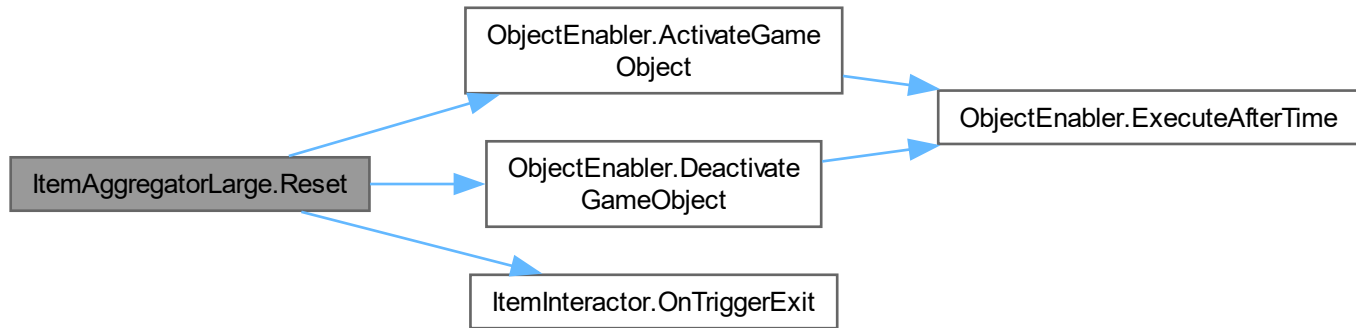 ObjectEnabler.ActivateGame
Object
ObjectEnabler.ExecuteAfterTime
ItemAggregatorLarge.Reset
ObjectEnabler.Deactivate
GameObject
ItemInteractor.OnTriggerExit